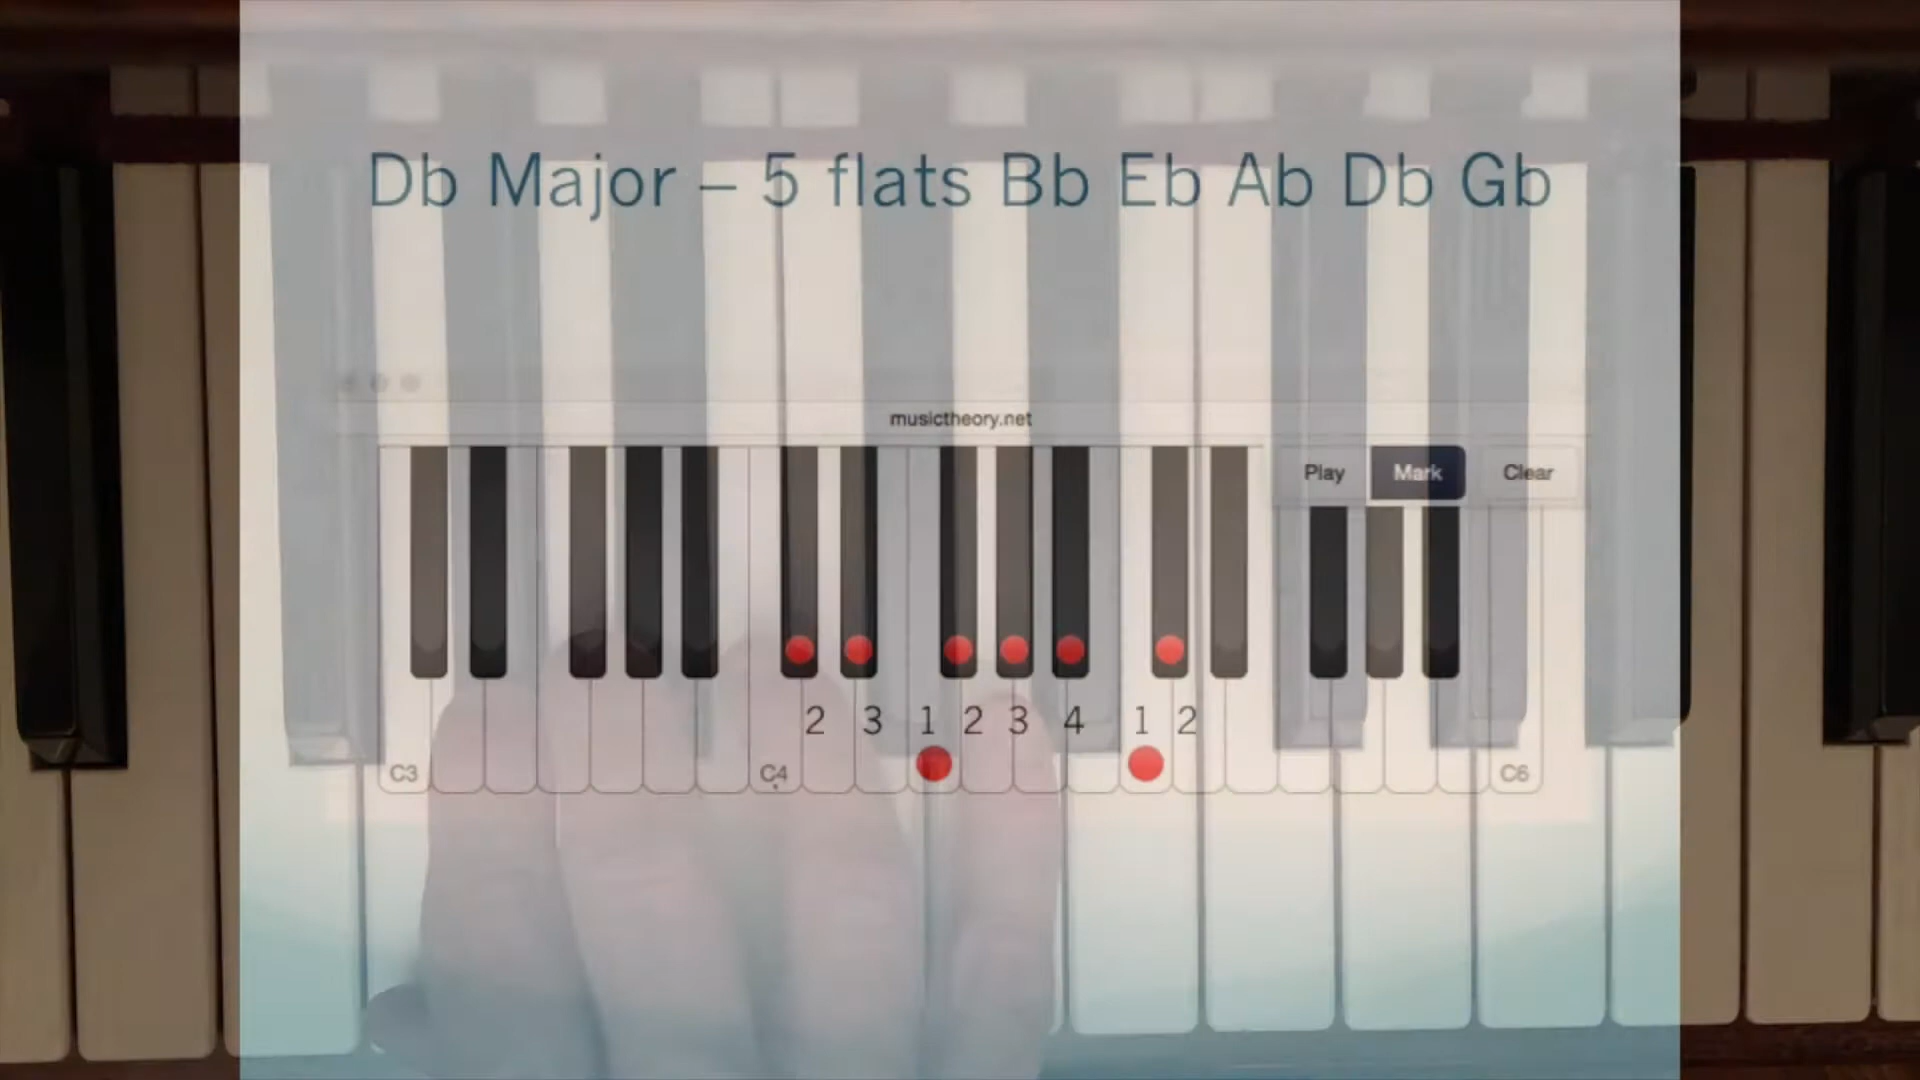 Db Major – 5 flats Bb Eb Ab Db Gb
musictheory.net
Play Mark Clear
2 3 1 2 3 4 1 2
C3 C4 C6